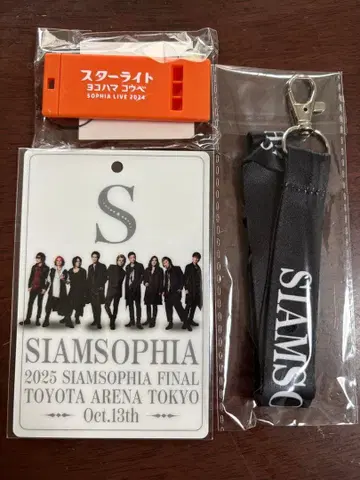 スターライト
ヨコハマ コウベ
SOPHIA LIVE 2024
S
SIAMSOPHIA
2025 SIAMSOPHIA FINAL
TOYOTA ARENA TOKYO
Oct.13th
SIAMSO